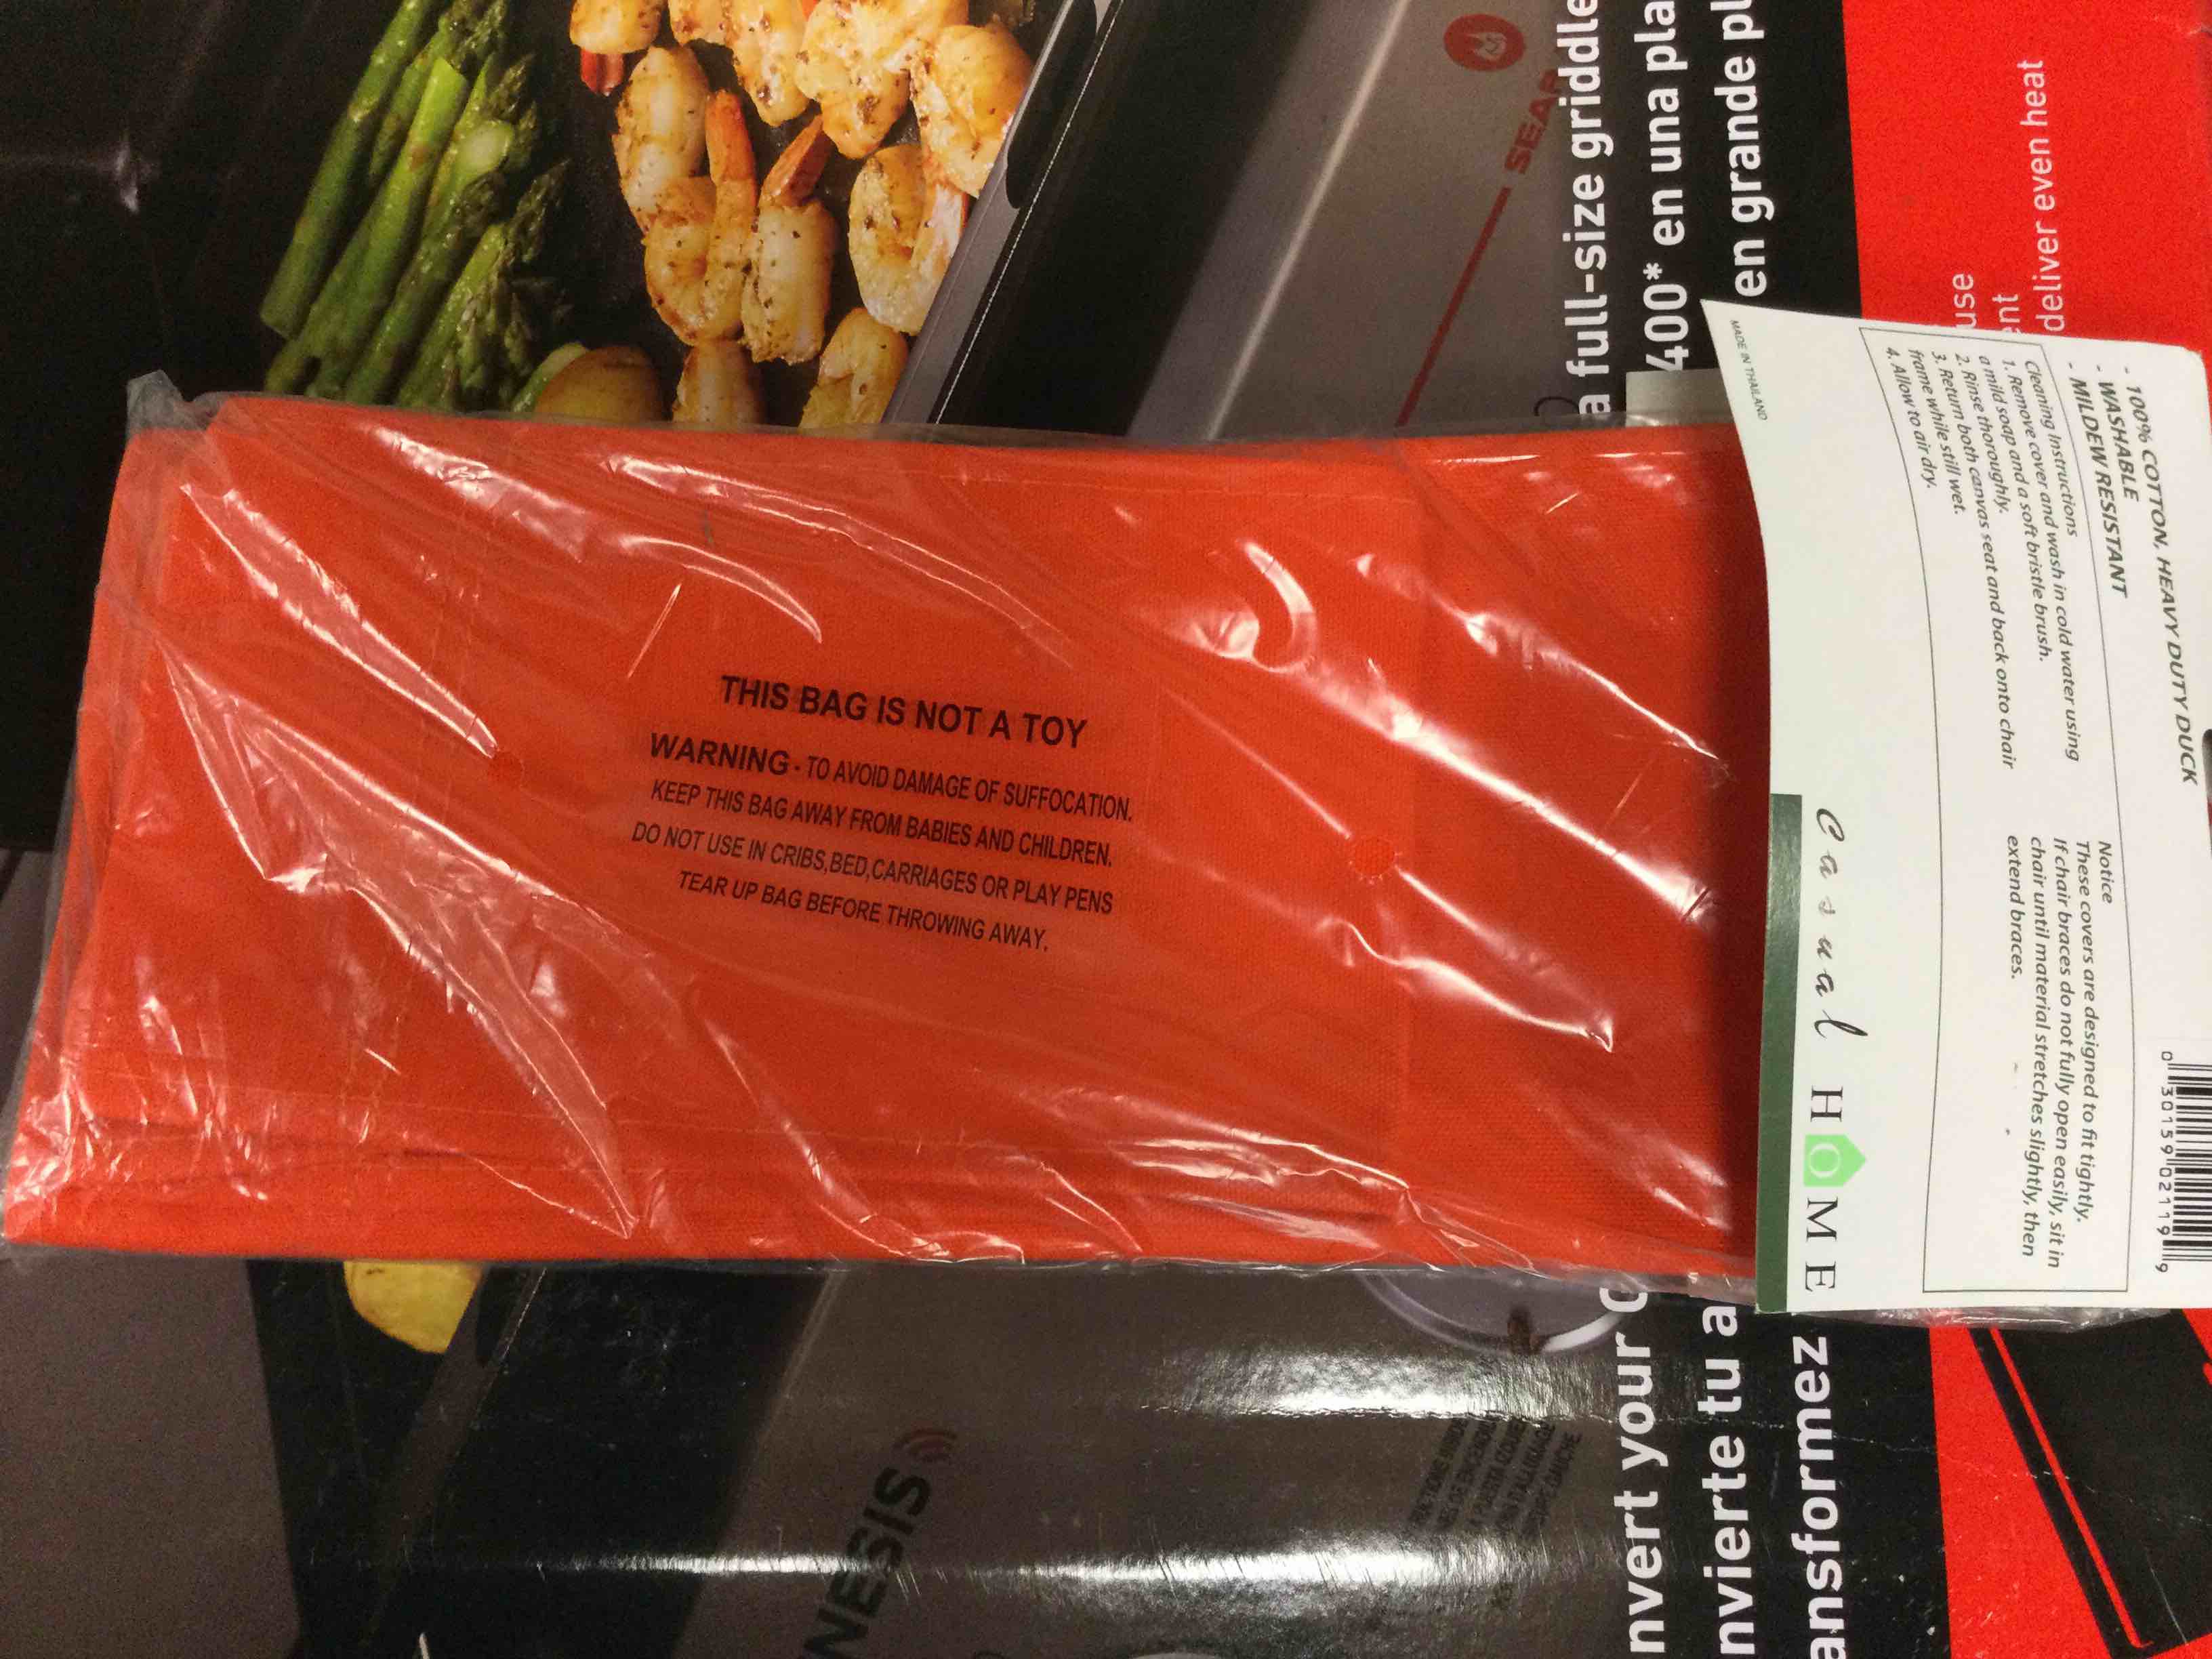 THIS BAG IS NOT A TOY
WARNING - TO AVOID DAMAGE OF SUFFOCATION.
KEEP THIS BAG AWAY FROM BABIES AND CHILDREN.
DO NOT USE IN CRIBS,BED,CARRIAGES OR PLAY PENS
TEAR UP BAG BEFORE THROWING AWAY.
- 100% COTTON, HEAVY DUTY DUCK
- WASHABLE
- MILDEW RESISTANT
Cleaning Instructions
1. Remove cover and wash in cold water using
a mild soap and a soft bristle brush.
2. Rinse thoroughly.
3. Return both canvas seat and back onto chair
frame while still wet.
4. Allow to air dry.
Notice
These covers are designed to fit tightly.
If chair braces do not fully open easily, sit in
chair until material stretches slightly, then
extend braces.
0 30159 02119 9
MADE IN THAILAND
Casual HOME
SEAR
a full-size griddle
400* en una pla
en grande pl
use
ent
deliver even heat
nvert your G
nvierte tu a
ansformez
NESIS